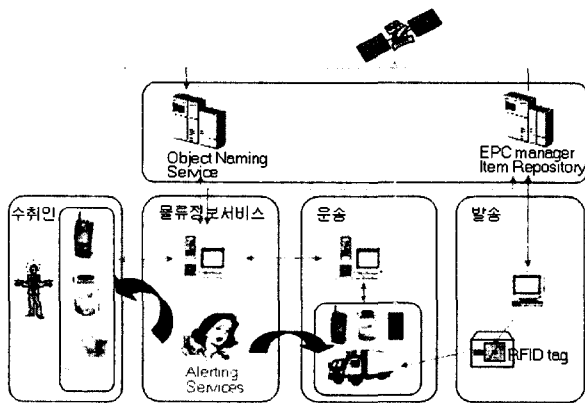 Object Naming
Service
EPC manager
Item Repository
수취인
물류정보서비스
운송
발송
Alerting
Services
RFID tag